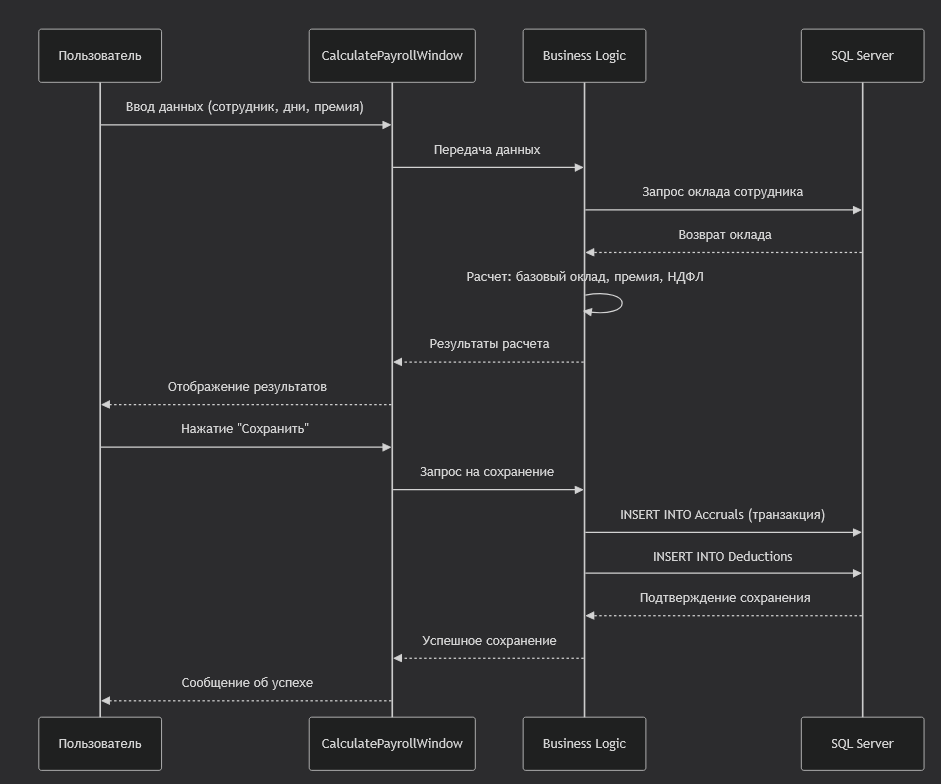 Пользователь
CalculatePayrollWindow
Business Logic
SQL Server
Ввод данных (сотрудник, дни, премия)
Передача данных
Запрос оклада сотрудника
Возврат оклада
Расчет: базовый оклад, премия, НДФЛ
Результаты расчета
Отображение результатов
Нажатие "Сохранить"
Запрос на сохранение
INSERT INTO Accruals (транзакция)
INSERT INTO Deductions
Подтверждение сохранения
Успешное сохранение
Сообщение об успехе
Пользователь
CalculatePayrollWindow
Business Logic
SQL Server